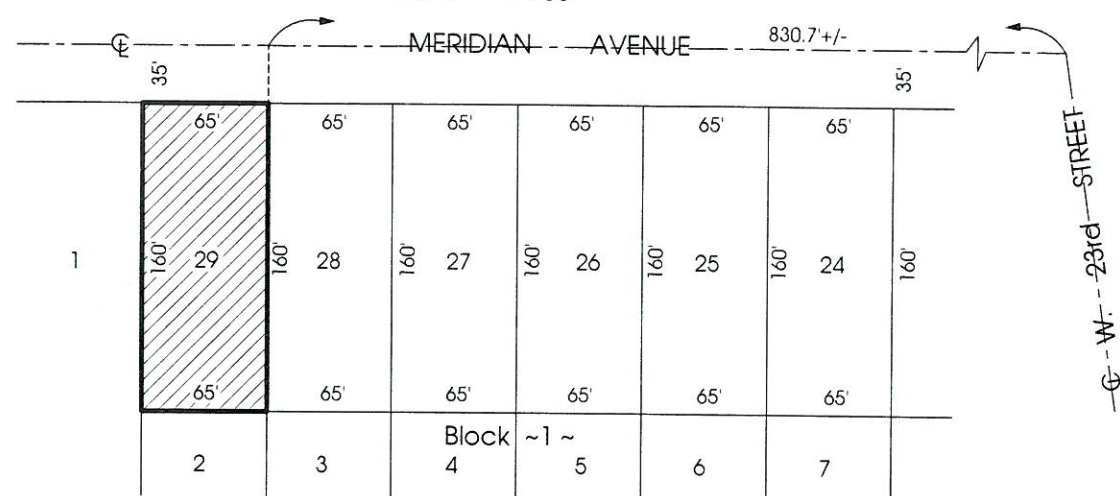 ℄ MERIDIAN AVENUE 830.7'+/-
35' 35'
65' 65' 65' 65' 65' 65'
℄ W. 23rd STREET
1 160' 29 160' 28 160' 27 160' 26 160' 25 160' 24 160'
65' 65' 65' 65' 65' 65'
Block ~1~
2 3 4 5 6 7